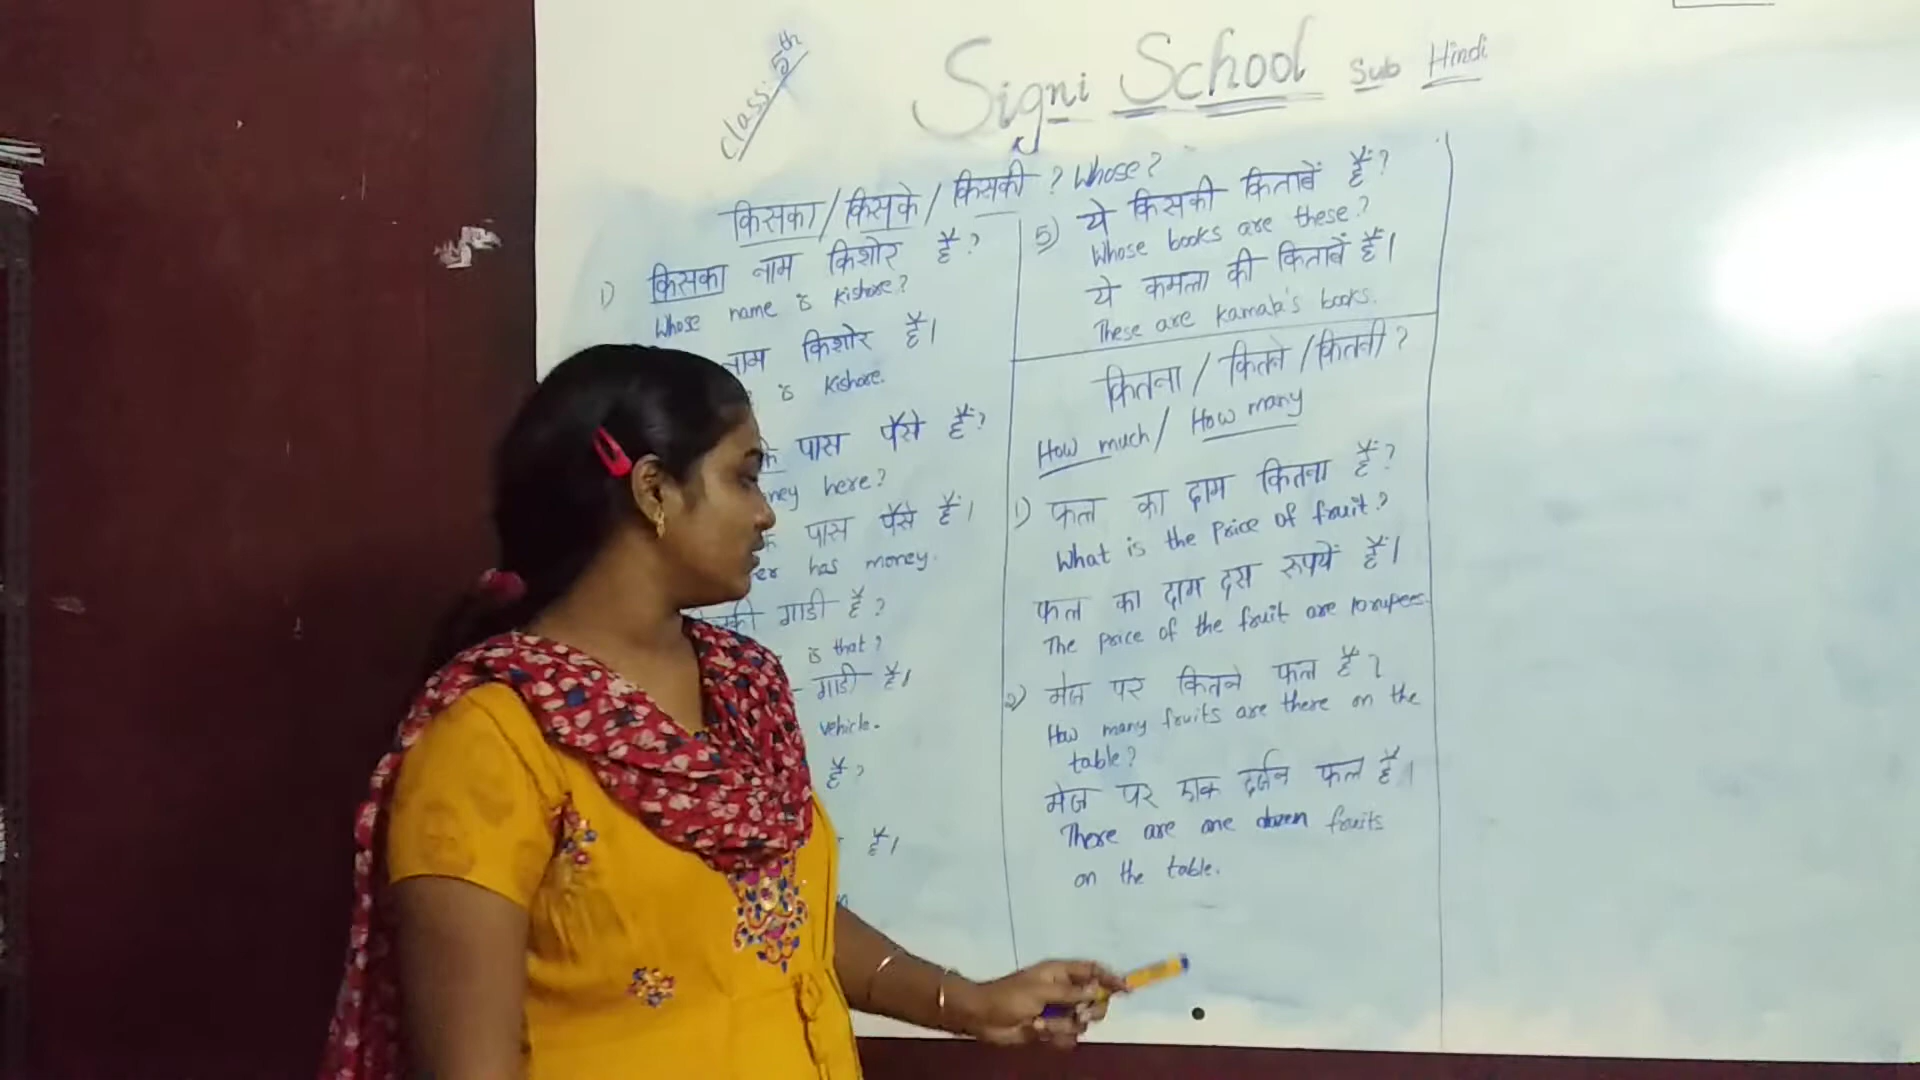 Class: 5th
Signi School Sub Hindi
किसका / किसके / किसकी ? Whose?
1) किसका नाम किशोर है ?
Whose name is Kishore?
नाम किशोर है।
is Kishore.
पास पैसे हैं?
here?
पास पैसे हैं।
has money.
गाडी है ?
is that?
गाडी है।
vehicle.
है ?
है।
5) ये किसकी किताबें हैं?
Whose books are these?
ये कमला की किताबें हैं।
These are Kamala's books.
कितना / कितने / कितनी ?
How much / How many
1) फल का दाम कितना हैं?
What is the Price of fruit?
फल का दाम दस रूपयें हैं।
The price of the fruit are 10 rupees.
2) मेज पर कितने फल है ?
How many fruits are there on the
table?
मेज पर एक दर्जन फल है।
There are one dozen fruits
on the table.